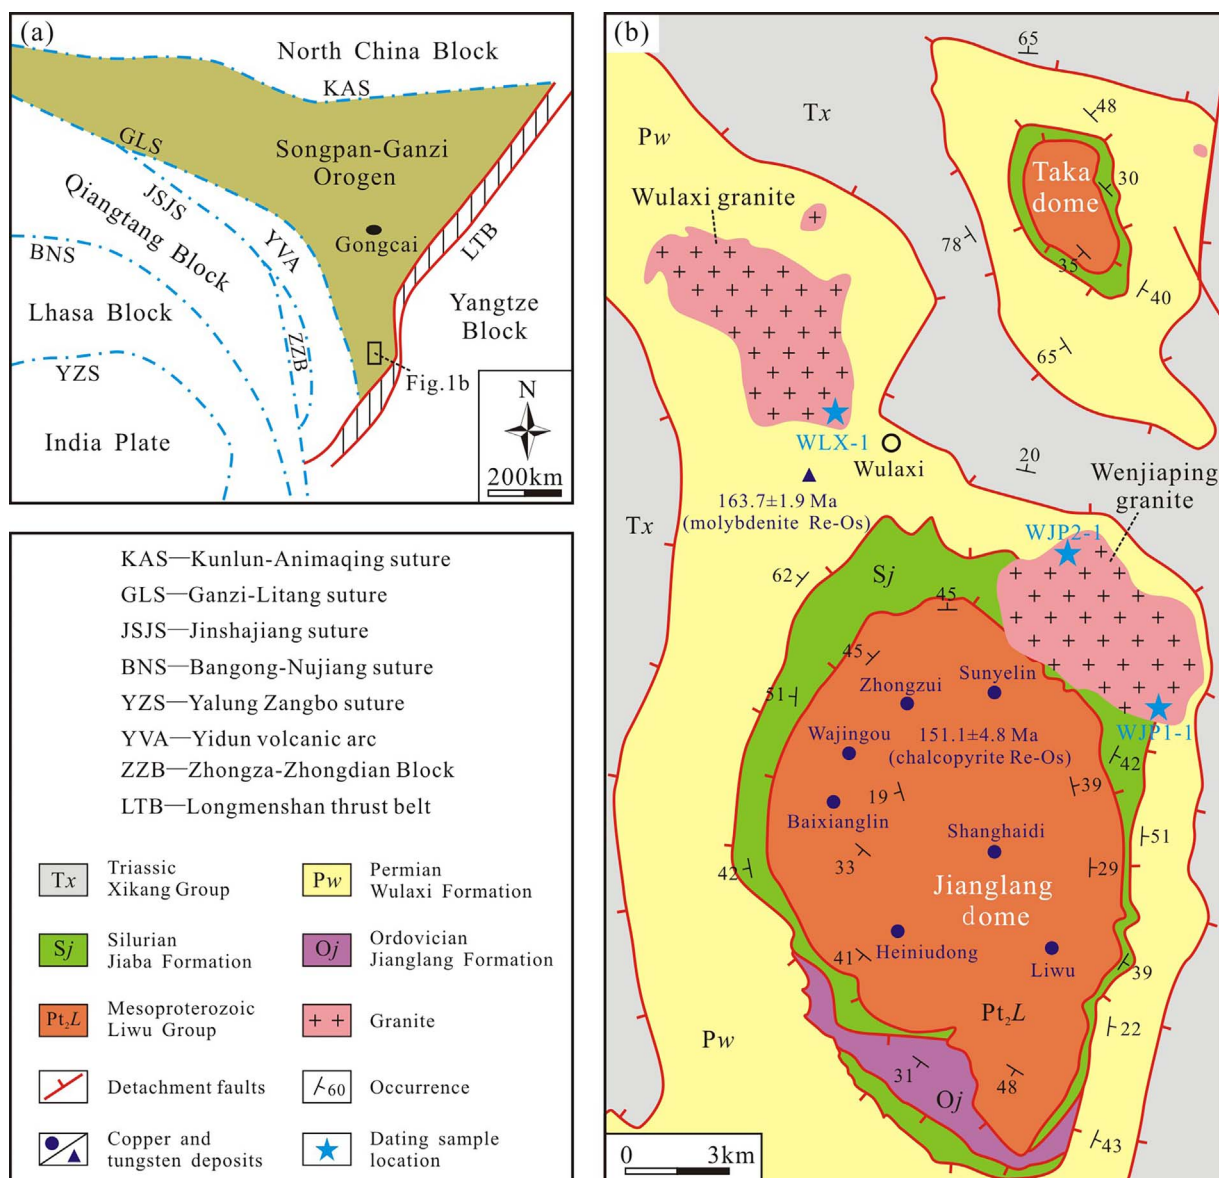 (a)
North China Block
KAS
GLS
Songpan-Ganzi
Orogen
JSJS
Qiangtang Block
YVA
Gongcai
LTB
BNS
Lhasa Block
ZZB
Yangtze
Block
YZS
Fig.1b
India Plate
N
200km
KAS—Kunlun-Animaqing suture
GLS—Ganzi-Litang suture
JSJS—Jinshajiang suture
BNS—Bangong-Nujiang suture
YZS—Yalung Zangbo suture
YVA—Yidun volcanic arc
ZZB—Zhongza-Zhongdian Block
LTB—Longmenshan thrust belt
Tx
Triassic
Xikang Group
Pw
Permian
Wulaxi Formation
Sj
Silurian
Jiaba Formation
Oj
Ordovician
Jianglang Formation
Pt₂L
Mesoproterozoic
Liwu Group
Granite
Detachment faults
60
Occurrence
Copper and
tungsten deposits
Dating sample
location
(b)
65
Tx
48
Pw
Taka
dome
30
Wulaxi granite
78
35
40
65
WLX-1
Wulaxi
20
Wenjiaping
granite
163.7±1.9 Ma
(molybdenite Re-Os)
Tx
WJP2-1
62
Sj
45
45
Sunyelin
Zhongzui
51
WJP1-1
Wajingou
151.1±4.8 Ma
(chalcopyrite Re-Os)
42
19
39
Baixianglin
Shanghaidi
51
33
42
29
Jianglang
dome
Heiniudong
41
Liwu
39
Pt₂L
22
Pw
31
48
Oj
43
0
3km